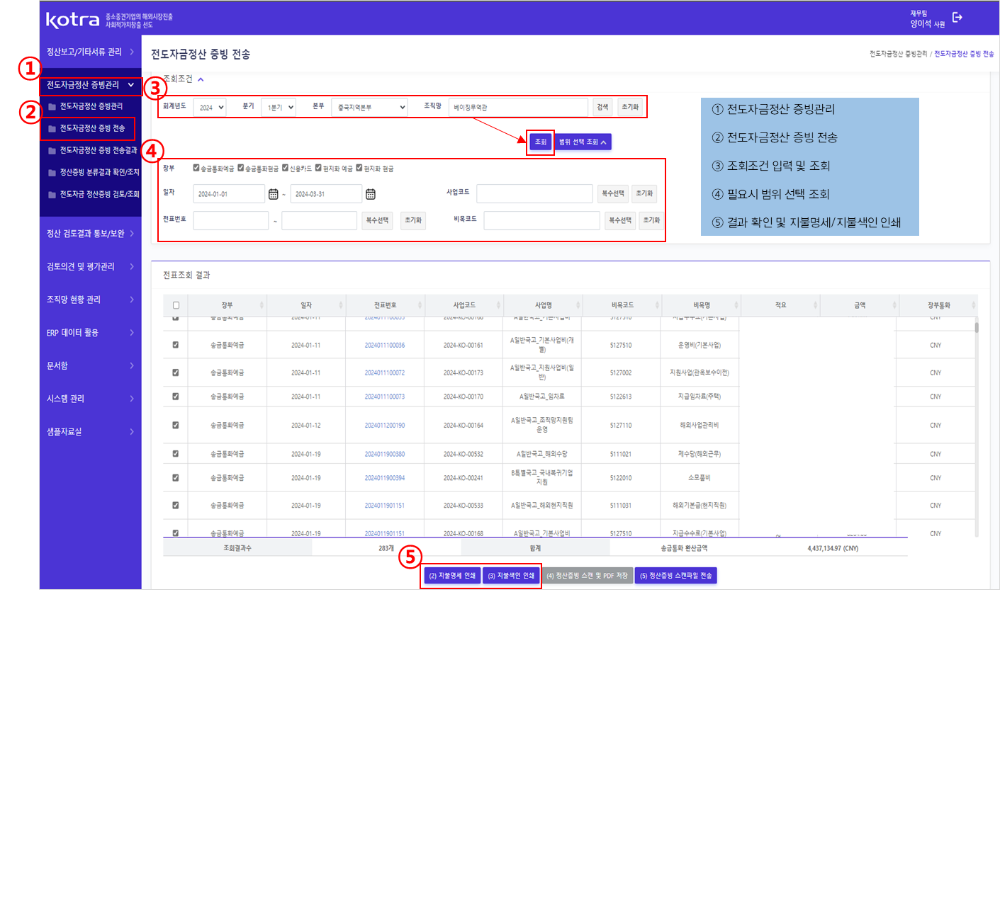 kotra 중소중견기업의 해외시장진출
사회적가치창출 선도
재무팀
양이석 사원
정산보고/기타서류 관리
전도자금정산 증빙 전송
전도자금정산 증빙관리 / 전도자금정산 증빙 전송
①
전도자금정산 증빙관리
전도자금정산 증빙관리
②
전도자금정산 증빙 전송
전도자금정산 증빙 전송결과
정산증빙 분류결과 확인/조치
전도자금 정산증빙 검토/조회
정산 검토결과 통보/보완
검토의견 및 평가관리
조직망 현황 관리
ERP 데이터 활용
문서함
시스템 관리
샘플자료실
조회조건
③
회계년도 2024 분기 1분기 본부 중국지역본부 조직망 베이징무역관 검색 초기화
조회 범위 선택 조회
④
장부 송금통화예금 송금통화현금 신용카드 현지화 예금 현지화 현금
일자 2024-01-01 ~ 2024-03-31 사업코드 복수선택 초기화
전표번호 ~ 복수선택 초기화 비목코드 복수선택 초기화
① 전도자금정산 증빙관리
② 전도자금정산 증빙 전송
③ 조회조건 입력 및 조회
④ 필요시 범위 선택 조회
⑤ 결과 확인 및 지불명세/지불색인 인쇄
전표조회 결과
장부 일자 전표번호 사업코드 사업명 비목코드 비목명 적요 금액 장부통화
송금통화예금 2024-01-11 2024011100036 2024-KO-00161 A일반국고_기본사업비(개별) 5127510 운영비(기본사업) CNY
송금통화예금 2024-01-11 2024011100072 2024-KO-00173 A일반국고_지원사업비(일반) 5127002 지원사업(관옥보수이전) CNY
송금통화예금 2024-01-11 2024011100073 2024-KO-00170 A일반국고_임차료 5122613 지급임차료(주택) CNY
송금통화예금 2024-01-12 2024011200190 2024-KO-00164 A일반국고_조직망지원팀운영 5127110 해외사업관리비 CNY
송금통화예금 2024-01-19 2024011900380 2024-KO-00532 A일반국고_해외수당 5111021 제수당(해외근무) CNY
송금통화예금 2024-01-19 2024011900394 2024-KO-00241 B특별국고_국내복귀기업지원 5122010 소모품비 CNY
송금통화예금 2024-01-19 2024011901151 2024-KO-00533 A일반국고_해외현지직원 5111031 해외기본급(현지직원) CNY
송금통화예금 2024-01-19 2024011901151 2024-KO-00168 A일반국고_기본사업비 5127510 지급수수료(기본사업) CNY
조회결과수 283개 합계 송금통화 환산금액 4,437,134.97 (CNY)
⑤
(2) 지불명세 인쇄 (3) 지불색인 인쇄 (4) 정산증빙 스캔 및 PDF 저장 (5) 정산증빙 스캔파일 전송